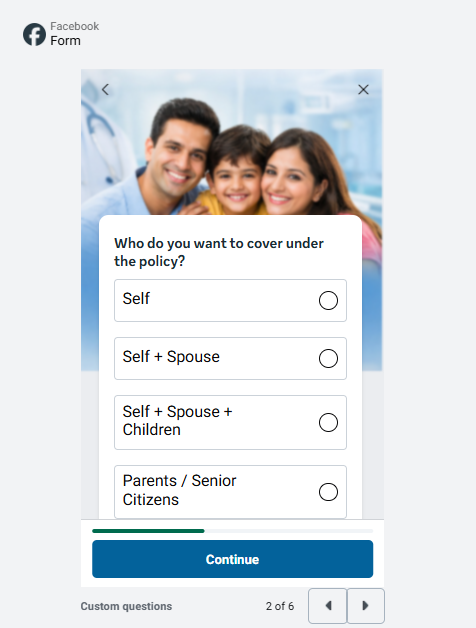 Facebook
Form
Who do you want to cover under
the policy?
Self
Self + Spouse
Self + Spouse +
Children
Parents / Senior
Citizens
Continue
Custom questions
2 of 6